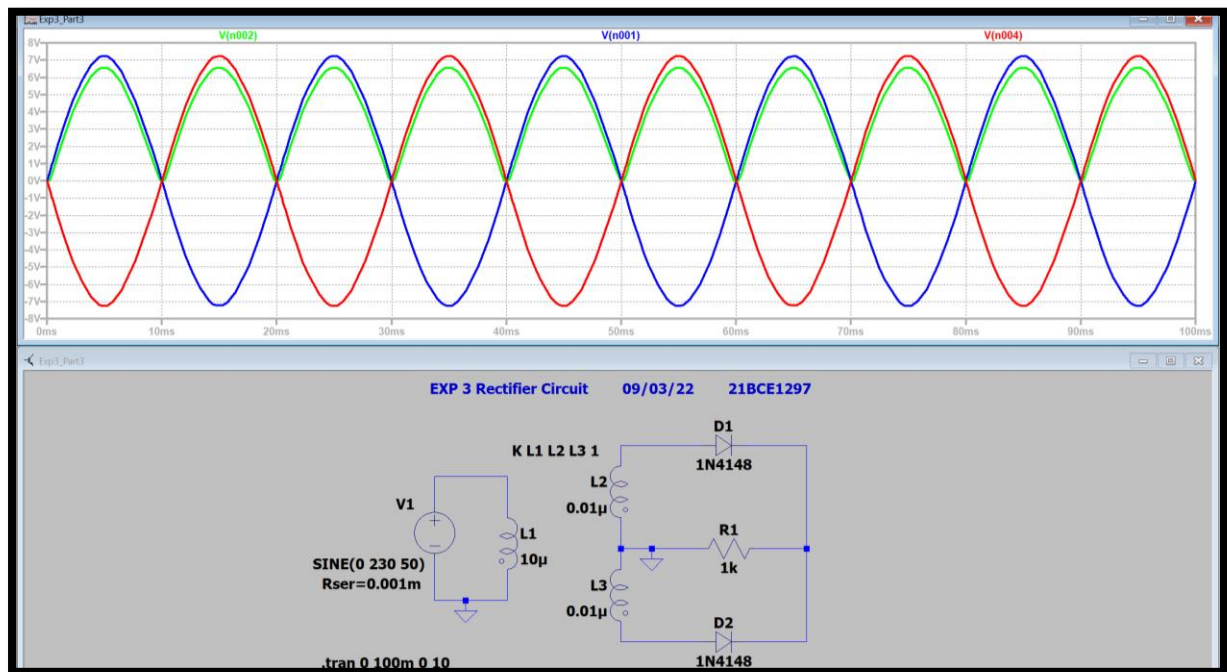 Exp3_Part3
V(n002) V(n001) V(n004)
8V
7V
6V
5V
4V
3V
2V
1V
0V
-1V
-2V
-3V
-4V
-5V
-6V
-7V
-8V
0ms 10ms 20ms 30ms 40ms 50ms 60ms 70ms 80ms 90ms 100ms
Exp3_Part3
EXP 3 Rectifier Circuit 09/03/22 21BCE1297
D1
K L1 L2 L3 1
1N4148
L2
V1
0.01µ
L1
R1
SINE(0 230 50)
10µ
1k
Rser=0.001m
L3
0.01µ
D2
.tran 0 100m 0 10
1N4148